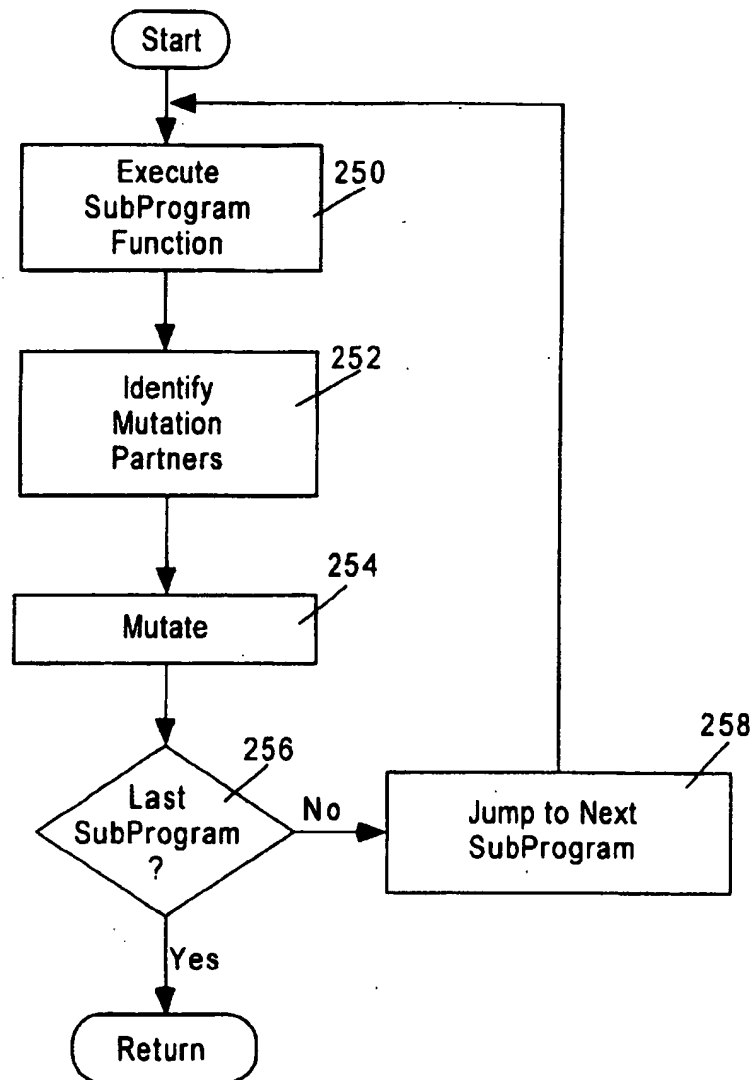 Start
Execute
SubProgram
Function
250
Identify
Mutation
Partners
252
Mutate
254
Last
SubProgram
?
256
No
Jump to Next
SubProgram
258
Yes
Return